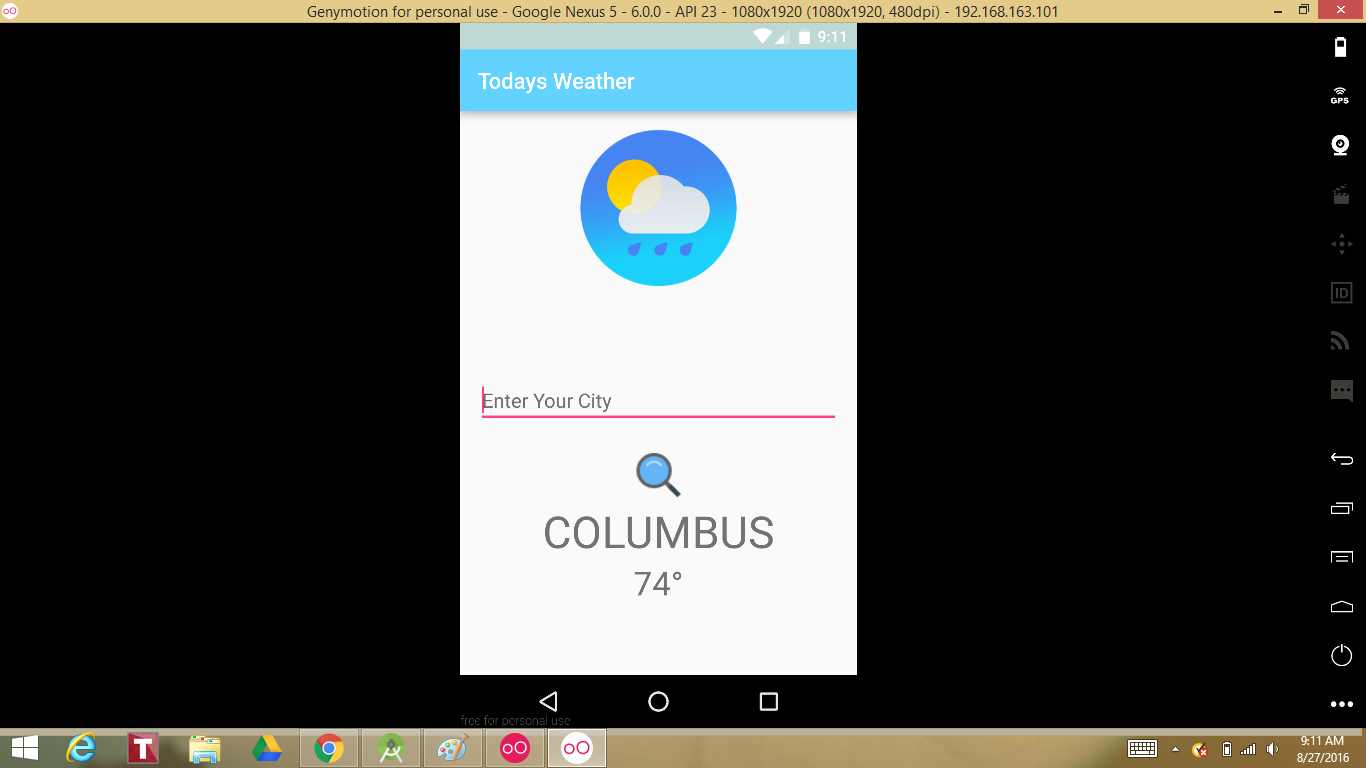 Genymotion for personal use - Google Nexus 5 - 6.0.0 - API 23 - 1080x1920 (1080x1920, 480dpi) - 192.168.163.101
9:11
Todays Weather
GPS
ID
Enter Your City
COLUMBUS
74°
free for personal use
T
9:11 AM
8/27/2016